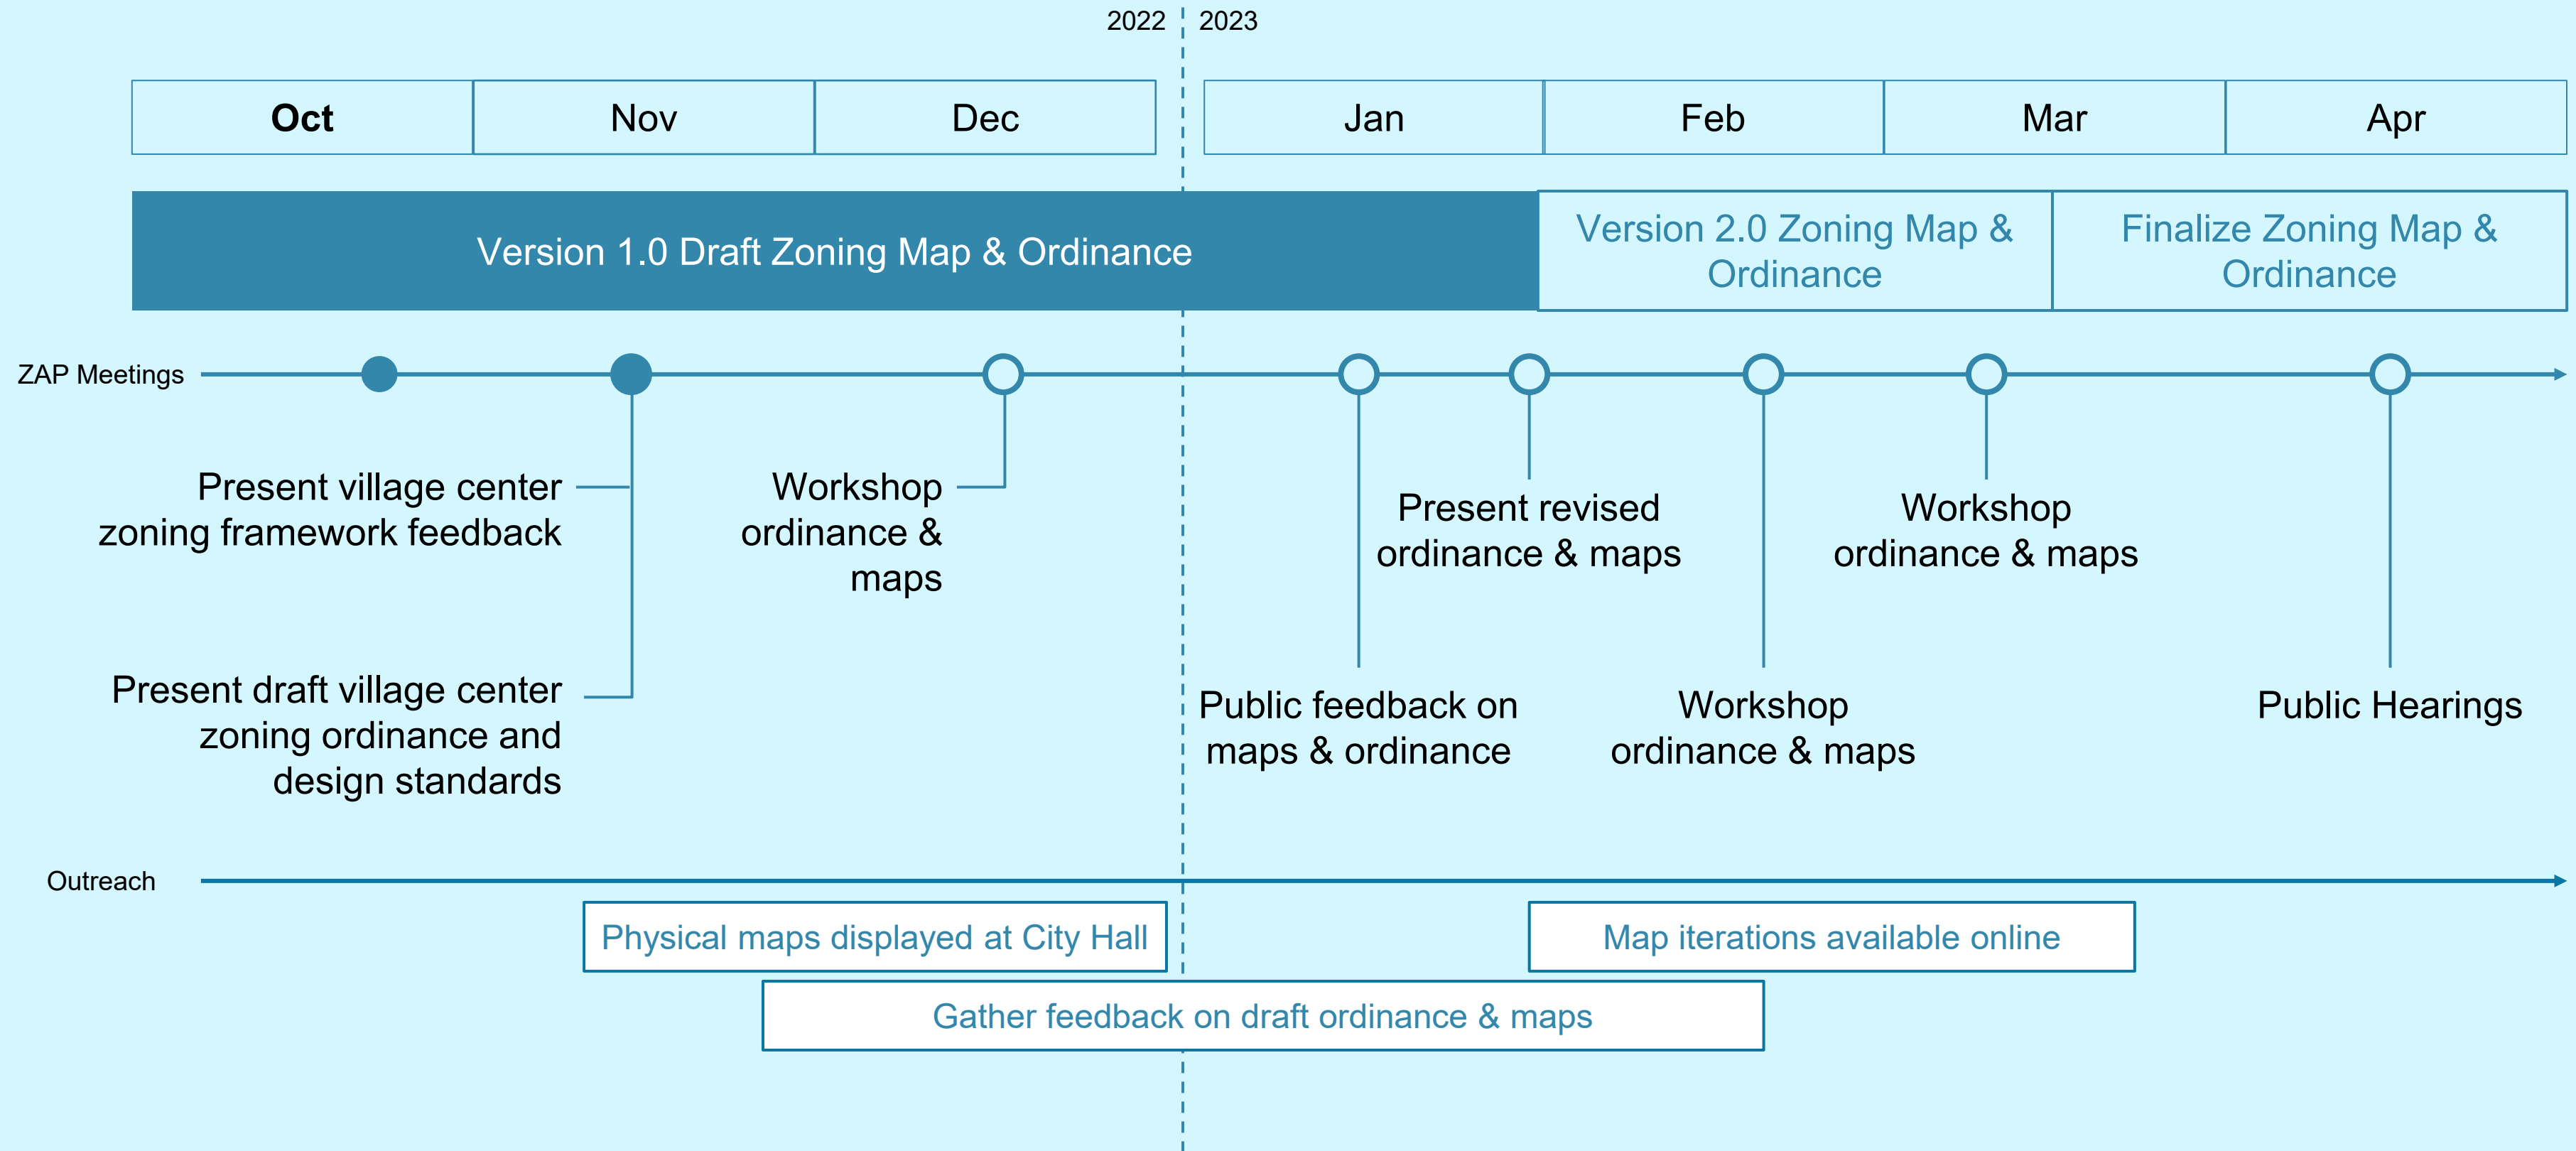 2022
2023
Oct
Nov
Dec
Jan
Feb
Mar
Apr
Version 1.0 Draft Zoning Map & Ordinance
Version 2.0 Zoning Map &
Ordinance
Finalize Zoning Map &
Ordinance
ZAP Meetings
Present village center
zoning framework feedback
Present draft village center
zoning ordinance and
design standards
Workshop
ordinance &
maps
Public feedback on
maps & ordinance
Present revised
ordinance & maps
Workshop
ordinance & maps
Workshop
ordinance & maps
Public Hearings
Outreach
Physical maps displayed at City Hall
Map iterations available online
Gather feedback on draft ordinance & maps